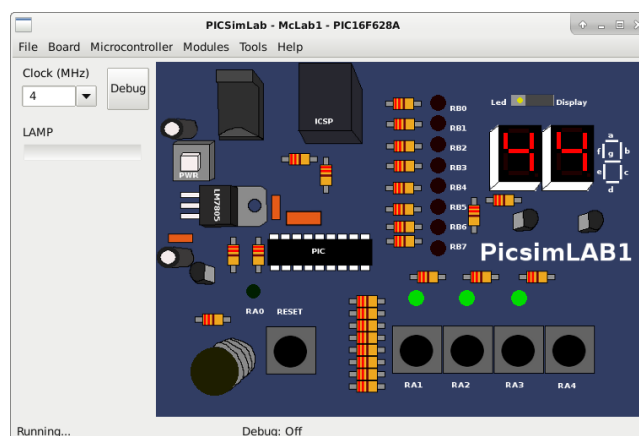 PICSimLab - McLab1 - PIC16F628A
File Board Microcontroller Modules Tools Help
Clock (MHz)
4
Debug
LAMP
PWR
LM7805
ICSP
PIC
RB0
RB1
RB2
RB3
RB4
RB5
RB6
RB7
Led Display
44
a
f g b
e c
d
PicsimLAB1
RA0 RESET
RA1 RA2 RA3 RA4
Running... Debug: Off